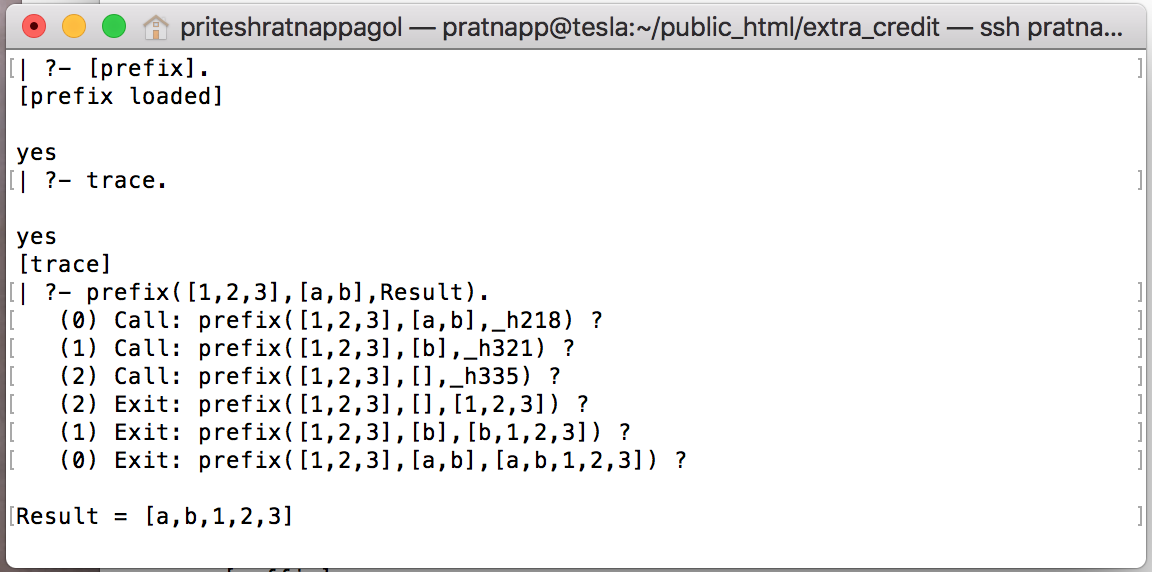 priteshratnappagol — pratnapp@tesla:~/public_html/extra_credit — ssh pratna...
[| ?- [prefix]. ]
[prefix loaded]
yes
[| ?- trace. ]
yes
[trace]
[| ?- prefix([1,2,3],[a,b],Result). ]
[ (0) Call: prefix([1,2,3],[a,b],_h218) ? ]
[ (1) Call: prefix([1,2,3],[b],_h321) ? ]
[ (2) Call: prefix([1,2,3],[],_h335) ? ]
[ (2) Exit: prefix([1,2,3],[],[1,2,3]) ? ]
[ (1) Exit: prefix([1,2,3],[b],[b,1,2,3]) ? ]
[ (0) Exit: prefix([1,2,3],[a,b],[a,b,1,2,3]) ? ]
[Result = [a,b,1,2,3] ]